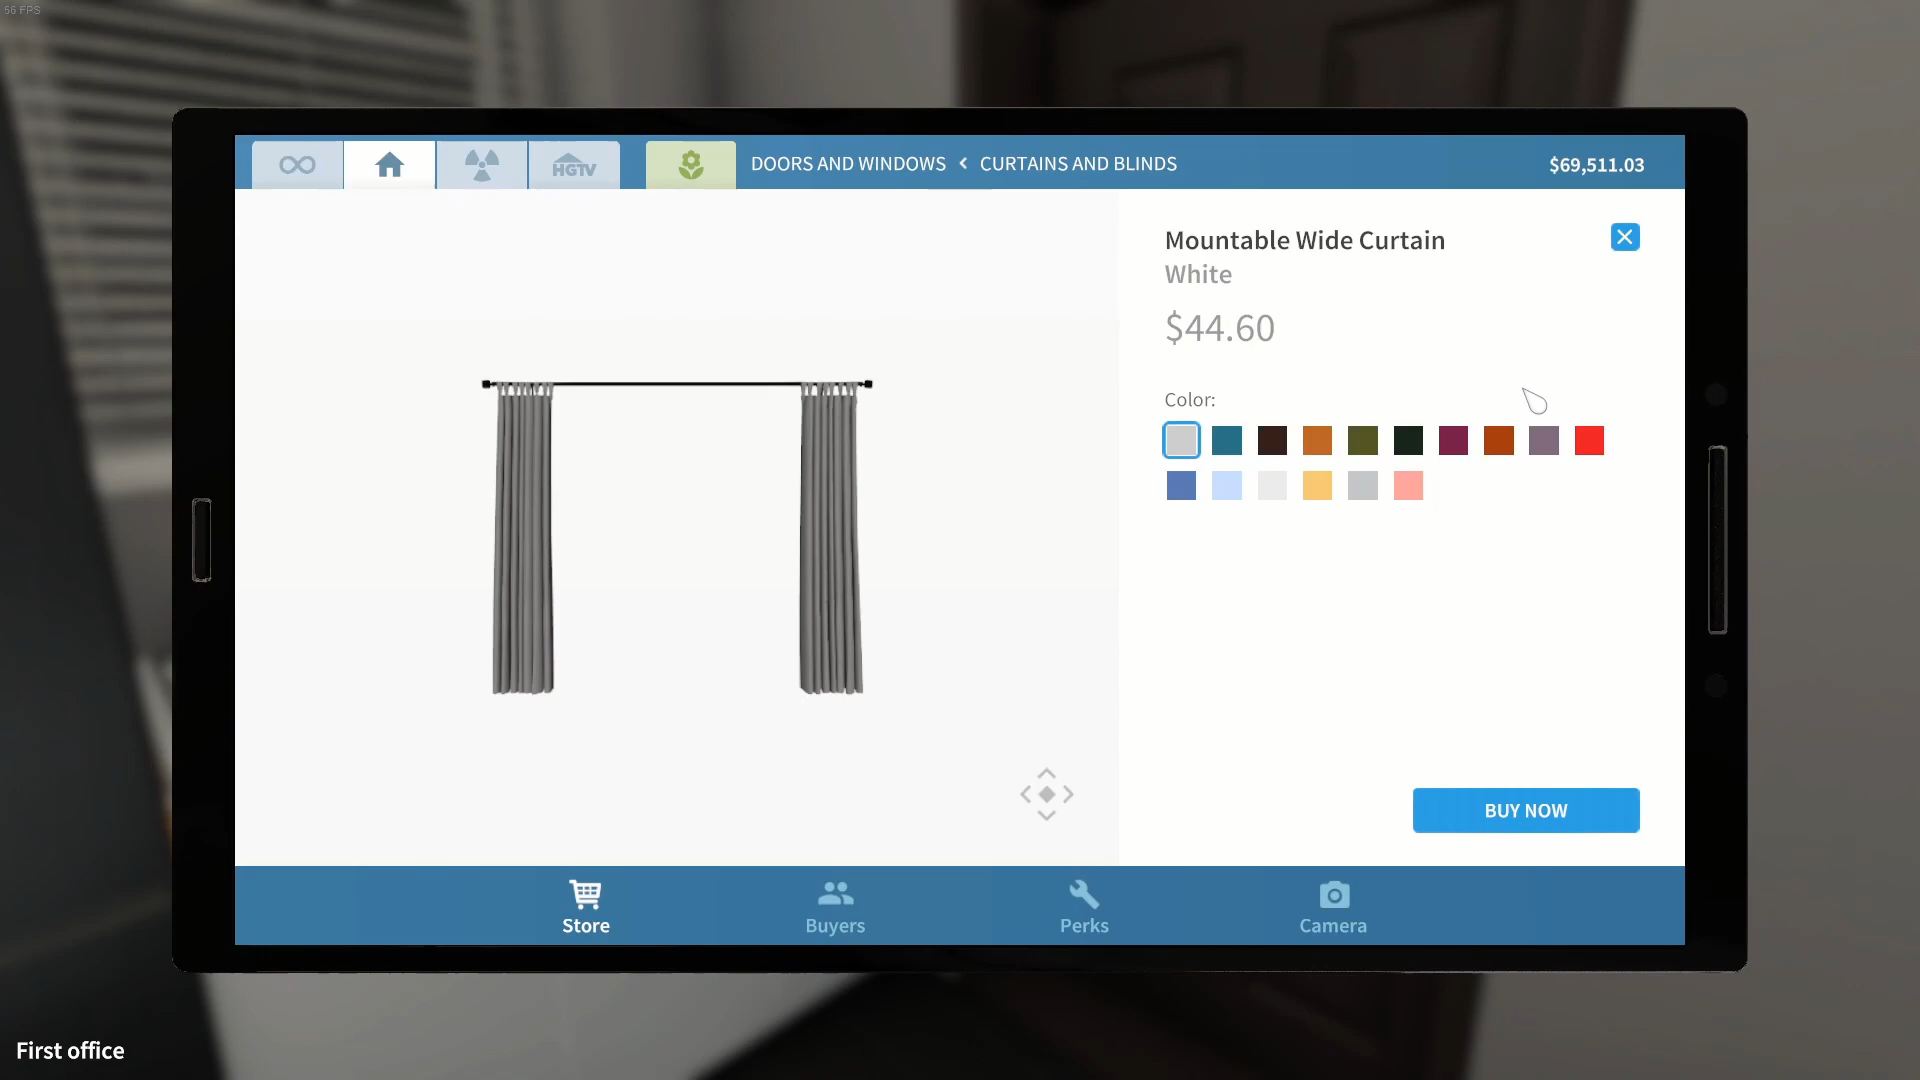 56 FPS
HGTV
DOORS AND WINDOWS < CURTAINS AND BLINDS
$69,511.03
Mountable Wide Curtain
White
$44.60
Color:
BUY NOW
Store
Buyers
Perks
Camera
First office